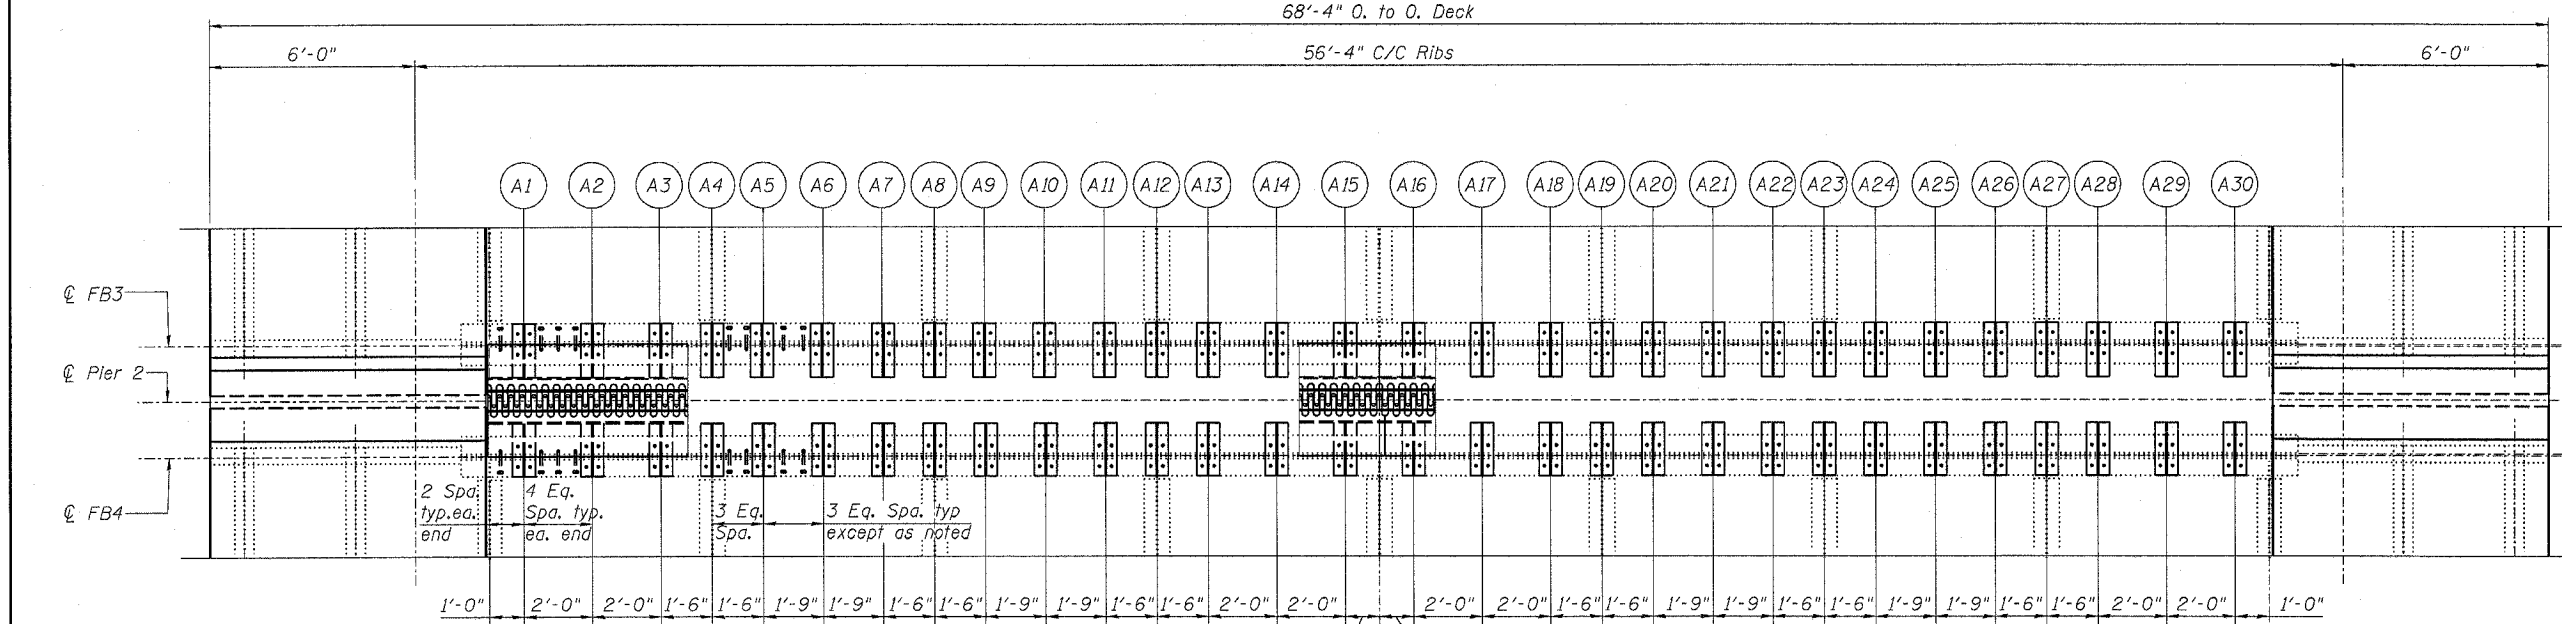 68'-4" O. to O. Deck
6'-0" 56'-4" C/C Ribs 6'-0"
A1 A2 A3 A4 A5 A6 A7 A8 A9 A10 A11 A12 A13 A14 A15 A16 A17 A18 A19 A20 A21 A22 A23 A24 A25 A26 A27 A28 A29 A30
℄ FB3
℄ Pier 2
℄ FB4
2 Spa.
typ.ea.
end
4 Eq.
Spa. typ.
ea. end
3 Eq.
Spa.
3 Eq. Spa. typ
except as noted
1'-0" 2'-0" 2'-0" 1'-6" 1'-6" 1'-9" 1'-9" 1'-6" 1'-6" 1'-9" 1'-9" 1'-6" 1'-6" 2'-0" 2'-0" 2'-0" 2'-0" 1'-6" 1'-6" 1'-9" 1'-9" 1'-6" 1'-6" 1'-9" 1'-9" 1'-6" 1'-6" 2'-0" 2'-0" 1'-0"